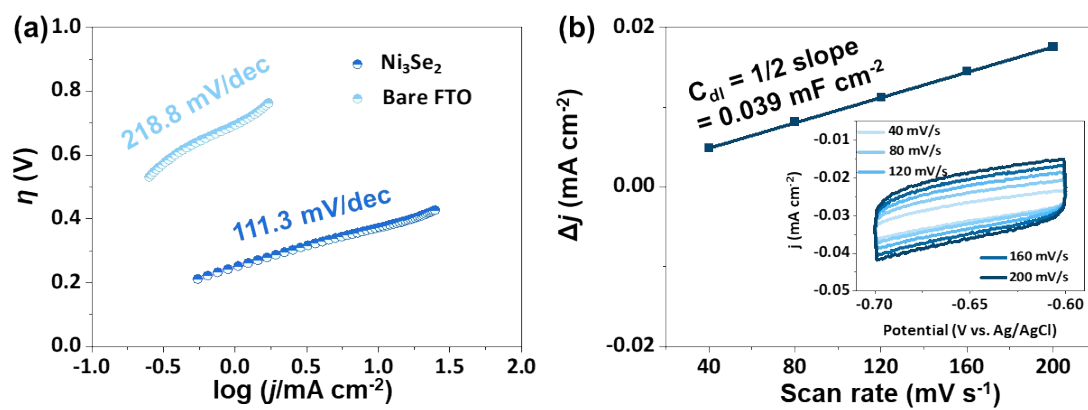 (a)
1.0
0.8
0.6
0.4
0.2
0.0
η (V)
Ni₃Se₂
Bare FTO
218.8 mV/dec
111.3 mV/dec
-1.0 -0.5 0.0 0.5 1.0 1.5 2.0
log (j/mA cm⁻²)
(b)
0.02
0.00
-0.02
Δj (mA cm⁻²)
C_dl = 1/2 slope
= 0.039 mF cm⁻²
40 mV/s
80 mV/s
120 mV/s
160 mV/s
200 mV/s
-0.01
-0.02
-0.03
-0.04
-0.05
j (mA cm⁻²)
-0.70 -0.65 -0.60
Potential (V vs. Ag/AgCl)
40 80 120 160 200
Scan rate (mV s⁻¹)